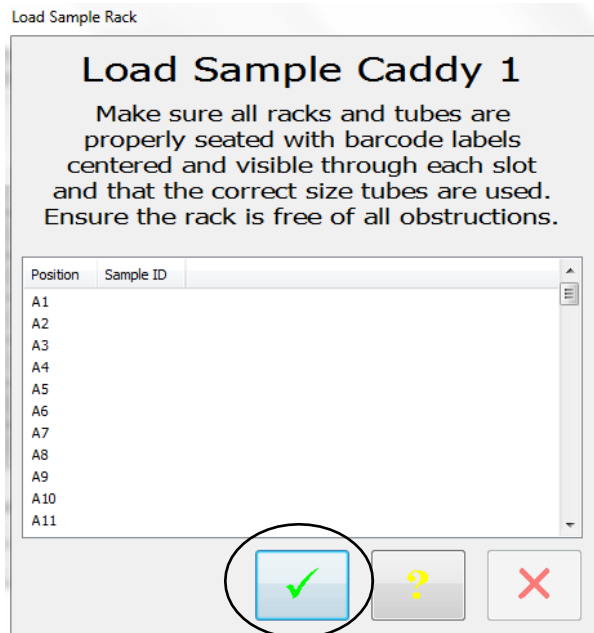 Load Sample Rack
Load Sample Caddy 1
Make sure all racks and tubes are
properly seated with barcode labels
centered and visible through each slot
and that the correct size tubes are used.
Ensure the rack is free of all obstructions.
Position Sample ID
A1
A2
A3
A4
A5
A6
A7
A8
A9
A10
A11
?